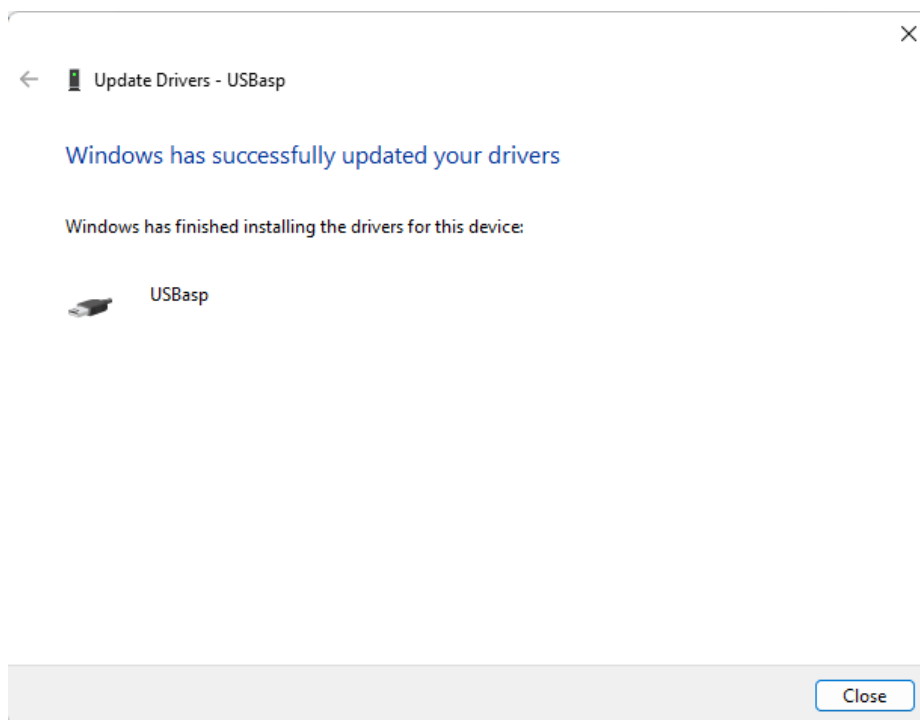 Update Drivers - USBasp
Windows has successfully updated your drivers
Windows has finished installing the drivers for this device:
USBasp
Close